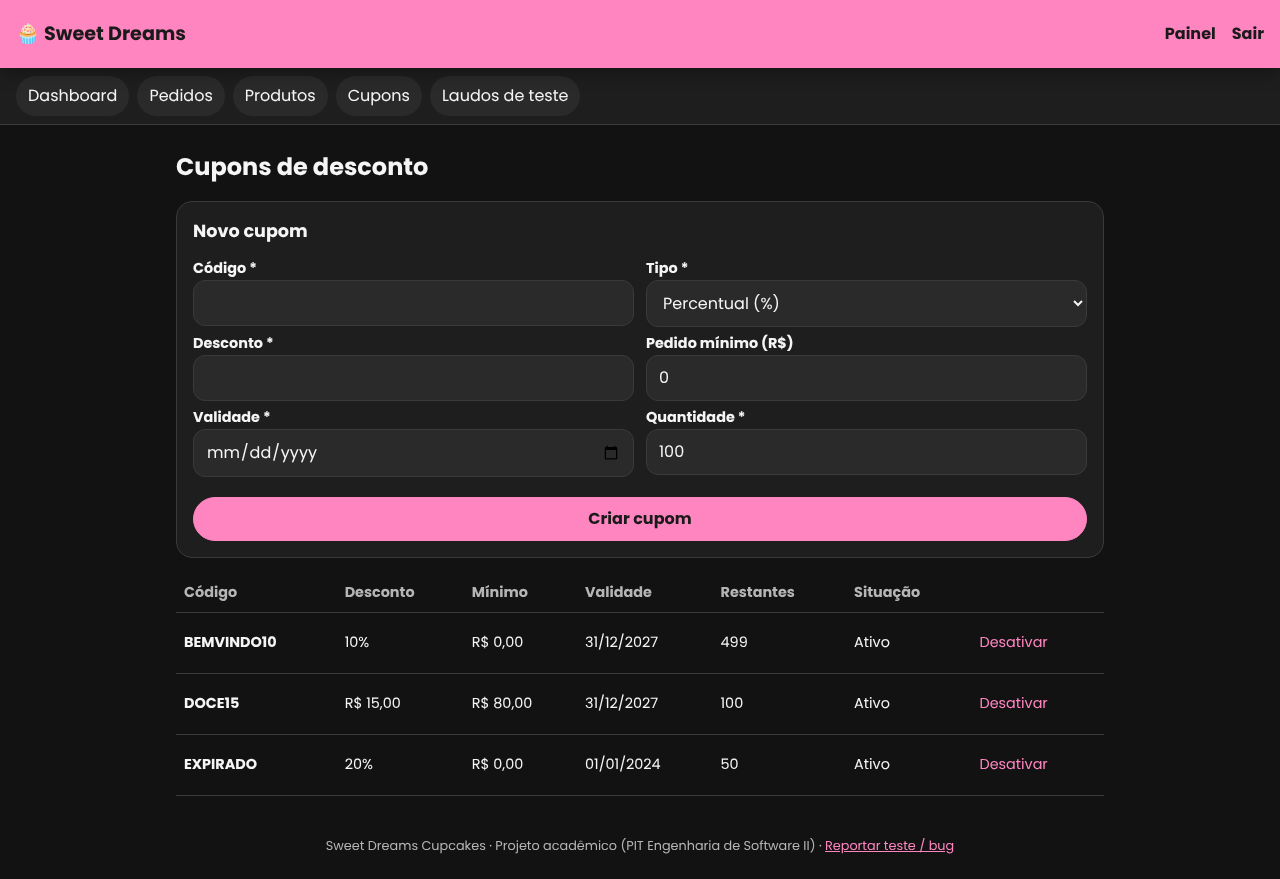 🧁 Sweet Dreams Painel Sair
Dashboard Pedidos Produtos Cupons Laudos de teste
Cupons de desconto
Novo cupom
Código * Tipo *
Percentual (%)
Desconto * Pedido mínimo (R$)
0
Validade * Quantidade *
mm/dd/yyyy 100
Criar cupom
Código Desconto Mínimo Validade Restantes Situação
BEMVINDO10 10% R$ 0,00 31/12/2027 499 Ativo Desativar
DOCE15 R$ 15,00 R$ 80,00 31/12/2027 100 Ativo Desativar
EXPIRADO 20% R$ 0,00 01/01/2024 50 Ativo Desativar
Sweet Dreams Cupcakes · Projeto acadêmico (PIT Engenharia de Software II) · Reportar teste / bug